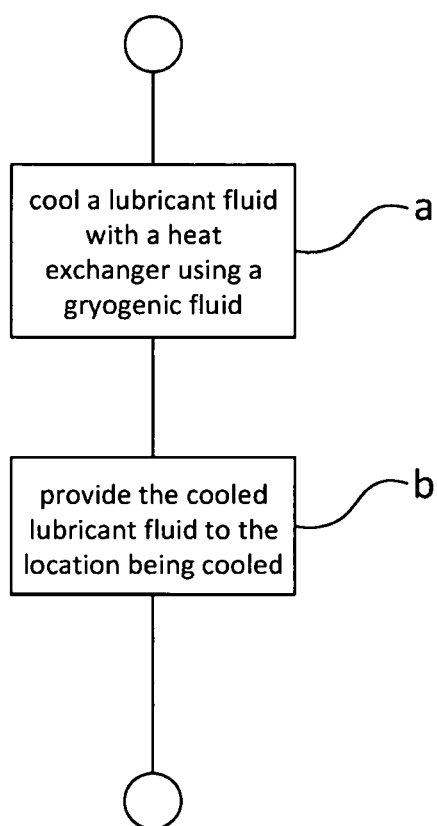 cool a lubricant fluid
with a heat
exchanger using a
gryogenic fluid
a
provide the cooled
lubricant fluid to the
location being cooled
b